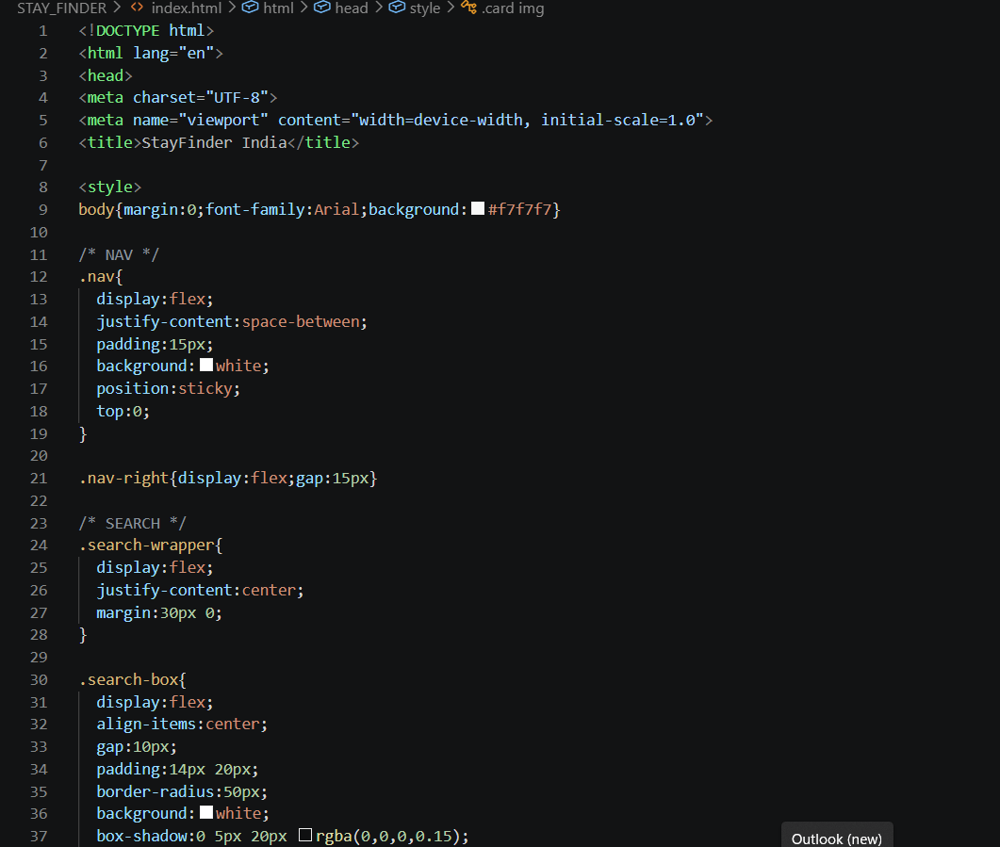 STAY_FINDER > <> index.html > html > head > style > .card img
1 <!DOCTYPE html>
2 <html lang="en">
3 <head>
4 <meta charset="UTF-8">
5 <meta name="viewport" content="width=device-width, initial-scale=1.0">
6 <title>StayFinder India</title>
7
8 <style>
9 body{margin:0;font-family:Arial;background:#f7f7f7}
10
11 /* NAV */
12 .nav{
13   display:flex;
14   justify-content:space-between;
15   padding:15px;
16   background:white;
17   position:sticky;
18   top:0;
19 }
20
21 .nav-right{display:flex;gap:15px}
22
23 /* SEARCH */
24 .search-wrapper{
25   display:flex;
26   justify-content:center;
27   margin:30px 0;
28 }
29
30 .search-box{
31   display:flex;
32   align-items:center;
33   gap:10px;
34   padding:14px 20px;
35   border-radius:50px;
36   background:white;
37   box-shadow:0 5px 20px rgba(0,0,0,0.15);
Outlook (new)